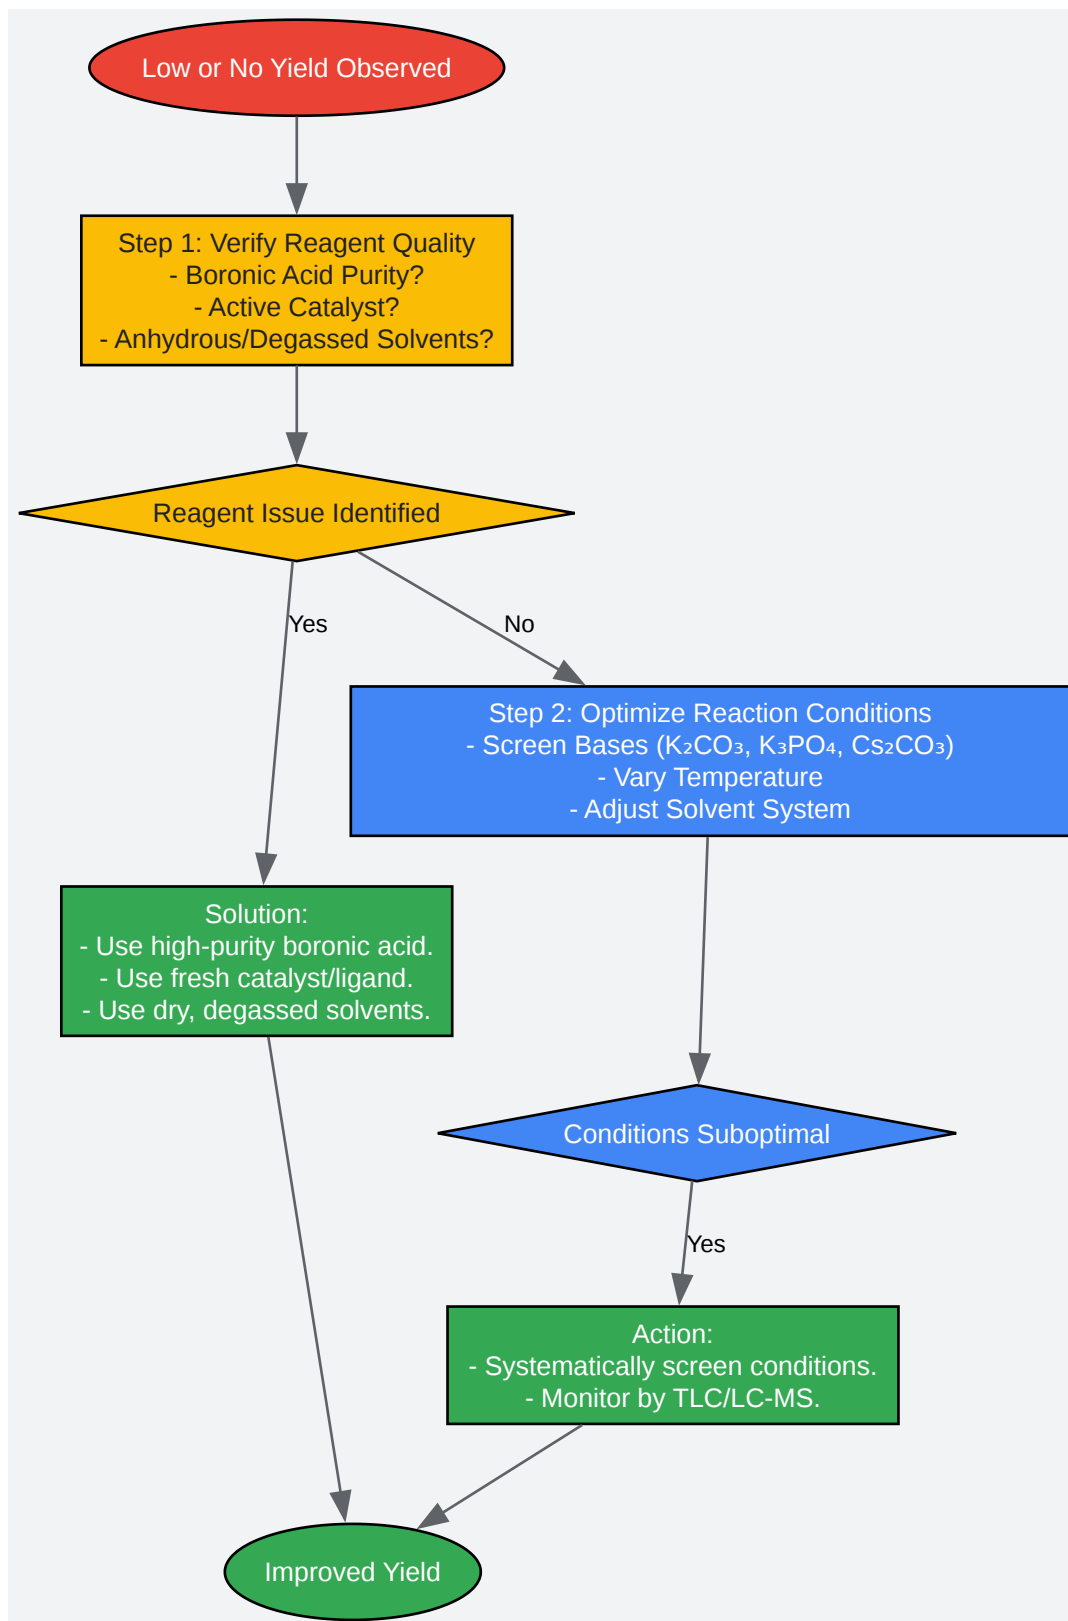 Low or No Yield Observed
Step 1: Verify Reagent Quality
- Boronic Acid Purity?
- Active Catalyst?
- Anhydrous/Degassed Solvents?
Reagent Issue Identified
Yes
No
Step 2: Optimize Reaction Conditions
- Screen Bases (K₂CO₃, K₃PO₄, Cs₂CO₃)
- Vary Temperature
- Adjust Solvent System
Solution:
- Use high-purity boronic acid.
- Use fresh catalyst/ligand.
- Use dry, degassed solvents.
Conditions Suboptimal
Yes
Action:
- Systematically screen conditions.
- Monitor by TLC/LC-MS.
Improved Yield